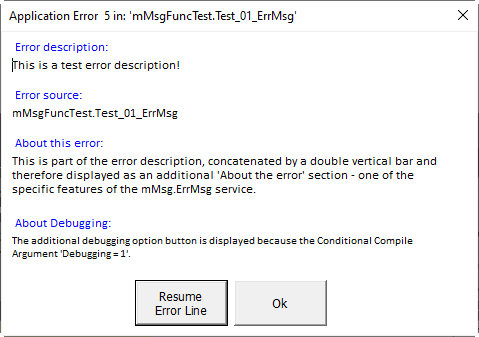 Application Error  5 in: 'mMsgFuncTest.Test_01_ErrMsg'
Error description:
This is a test error description!
Error source:
mMsgFuncTest.Test_01_ErrMsg
About this error:
This is part of the error description, concatenated by a double vertical bar and
therefore displayed as an additional 'About the error' section - one of the
specific features of the mMsg.ErrMsg service.
About Debugging:
The additional debugging option button is displayed because the Conditional Compile
Argument 'Debugging = 1'.
Resume
Error Line
Ok